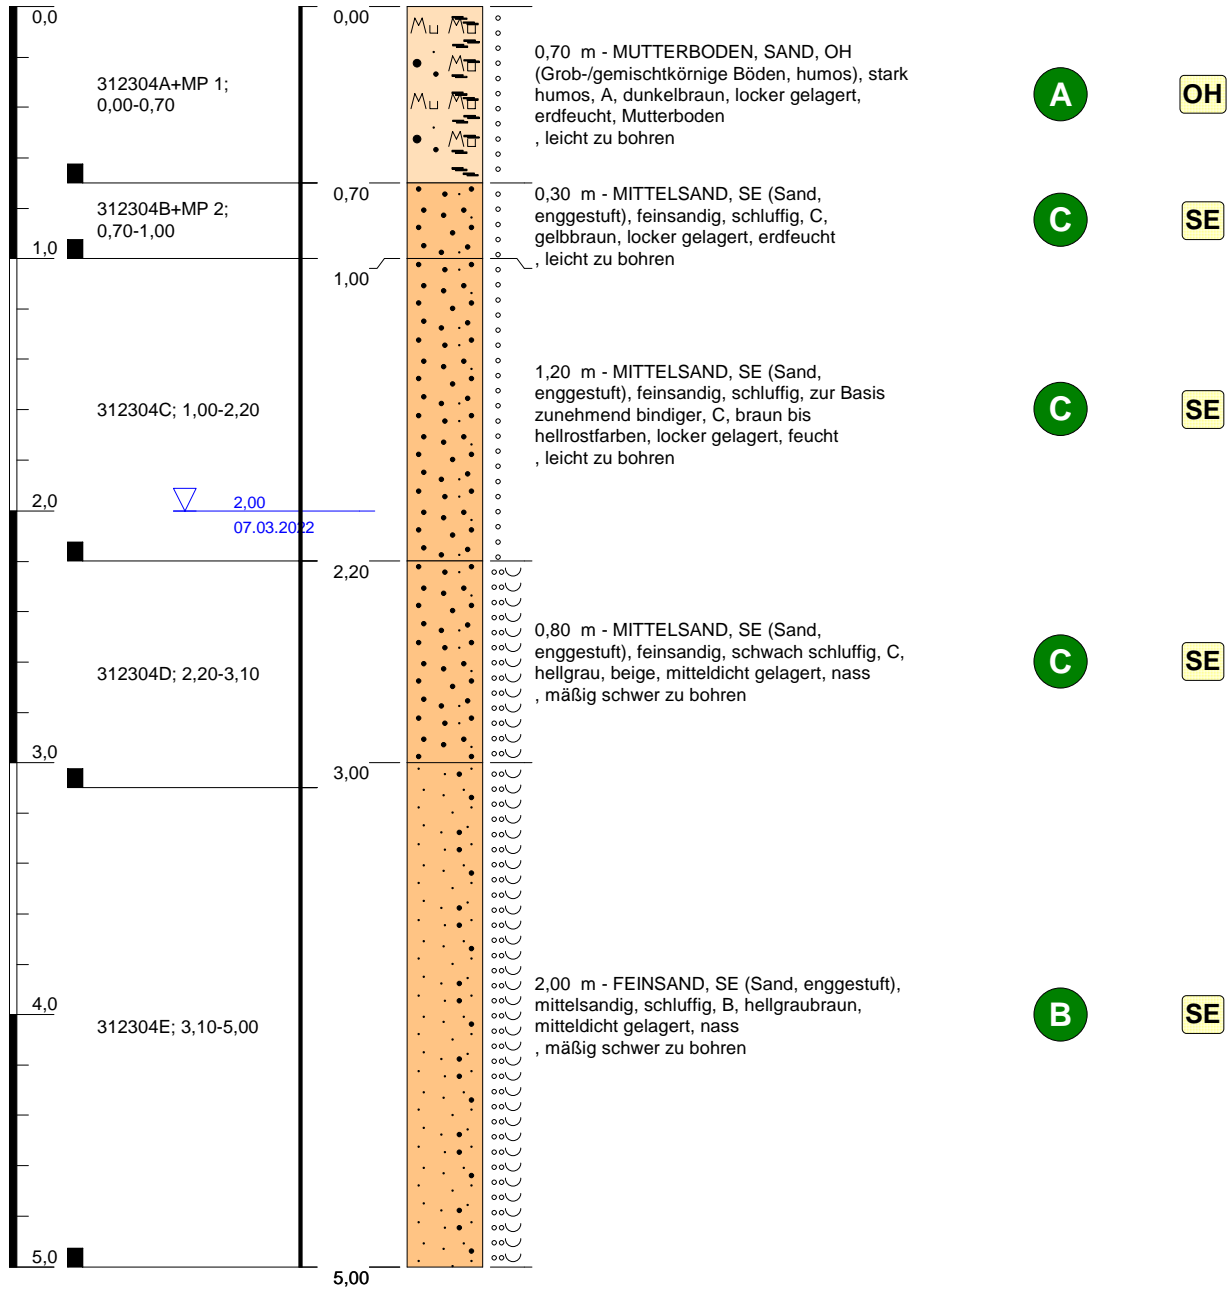 0,0
0,00
312304A+MP 1;
0,00-0,70
0,70 m - MUTTERBODEN, SAND, OH
(Grob-/gemischtkörnige Böden, humos), stark
humos, A, dunkelbraun, locker gelagert,
erdfeucht, Mutterboden
, leicht zu bohren
A
OH
0,70
312304B+MP 2;
0,70-1,00
0,30 m - MITTELSAND, SE (Sand,
enggestuft), feinsandig, schluffig, C,
gelbbraun, locker gelagert, erdfeucht
, leicht zu bohren
C
SE
1,0
1,00
312304C; 1,00-2,20
1,20 m - MITTELSAND, SE (Sand,
enggestuft), feinsandig, schluffig, zur Basis
zunehmend bindiger, C, braun bis
hellrostfarben, locker gelagert, feucht
, leicht zu bohren
C
SE
2,0
2,00
07.03.2022
2,20
312304D; 2,20-3,10
0,80 m - MITTELSAND, SE (Sand,
enggestuft), feinsandig, schwach schluffig, C,
hellgrau, beige, mitteldicht gelagert, nass
, mäßig schwer zu bohren
C
SE
3,0
3,00
4,0
312304E; 3,10-5,00
2,00 m - FEINSAND, SE (Sand, enggestuft),
mittelsandig, schluffig, B, hellgraubraun,
mitteldicht gelagert, nass
, mäßig schwer zu bohren
B
SE
5,0
5,00